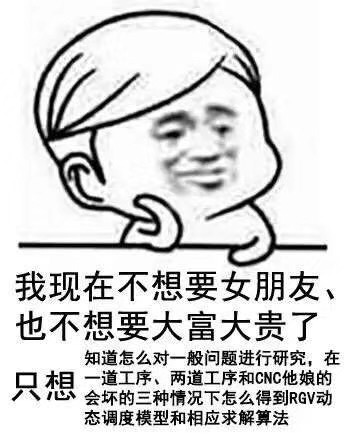 我现在不想要女朋友、
也不想要大富大贵了
只想
知道怎么对一般问题进行研究，在
一道工序、两道工序和CNC他娘的
会坏的三种情况下怎么得到RGV动
态调度模型和相应求解算法